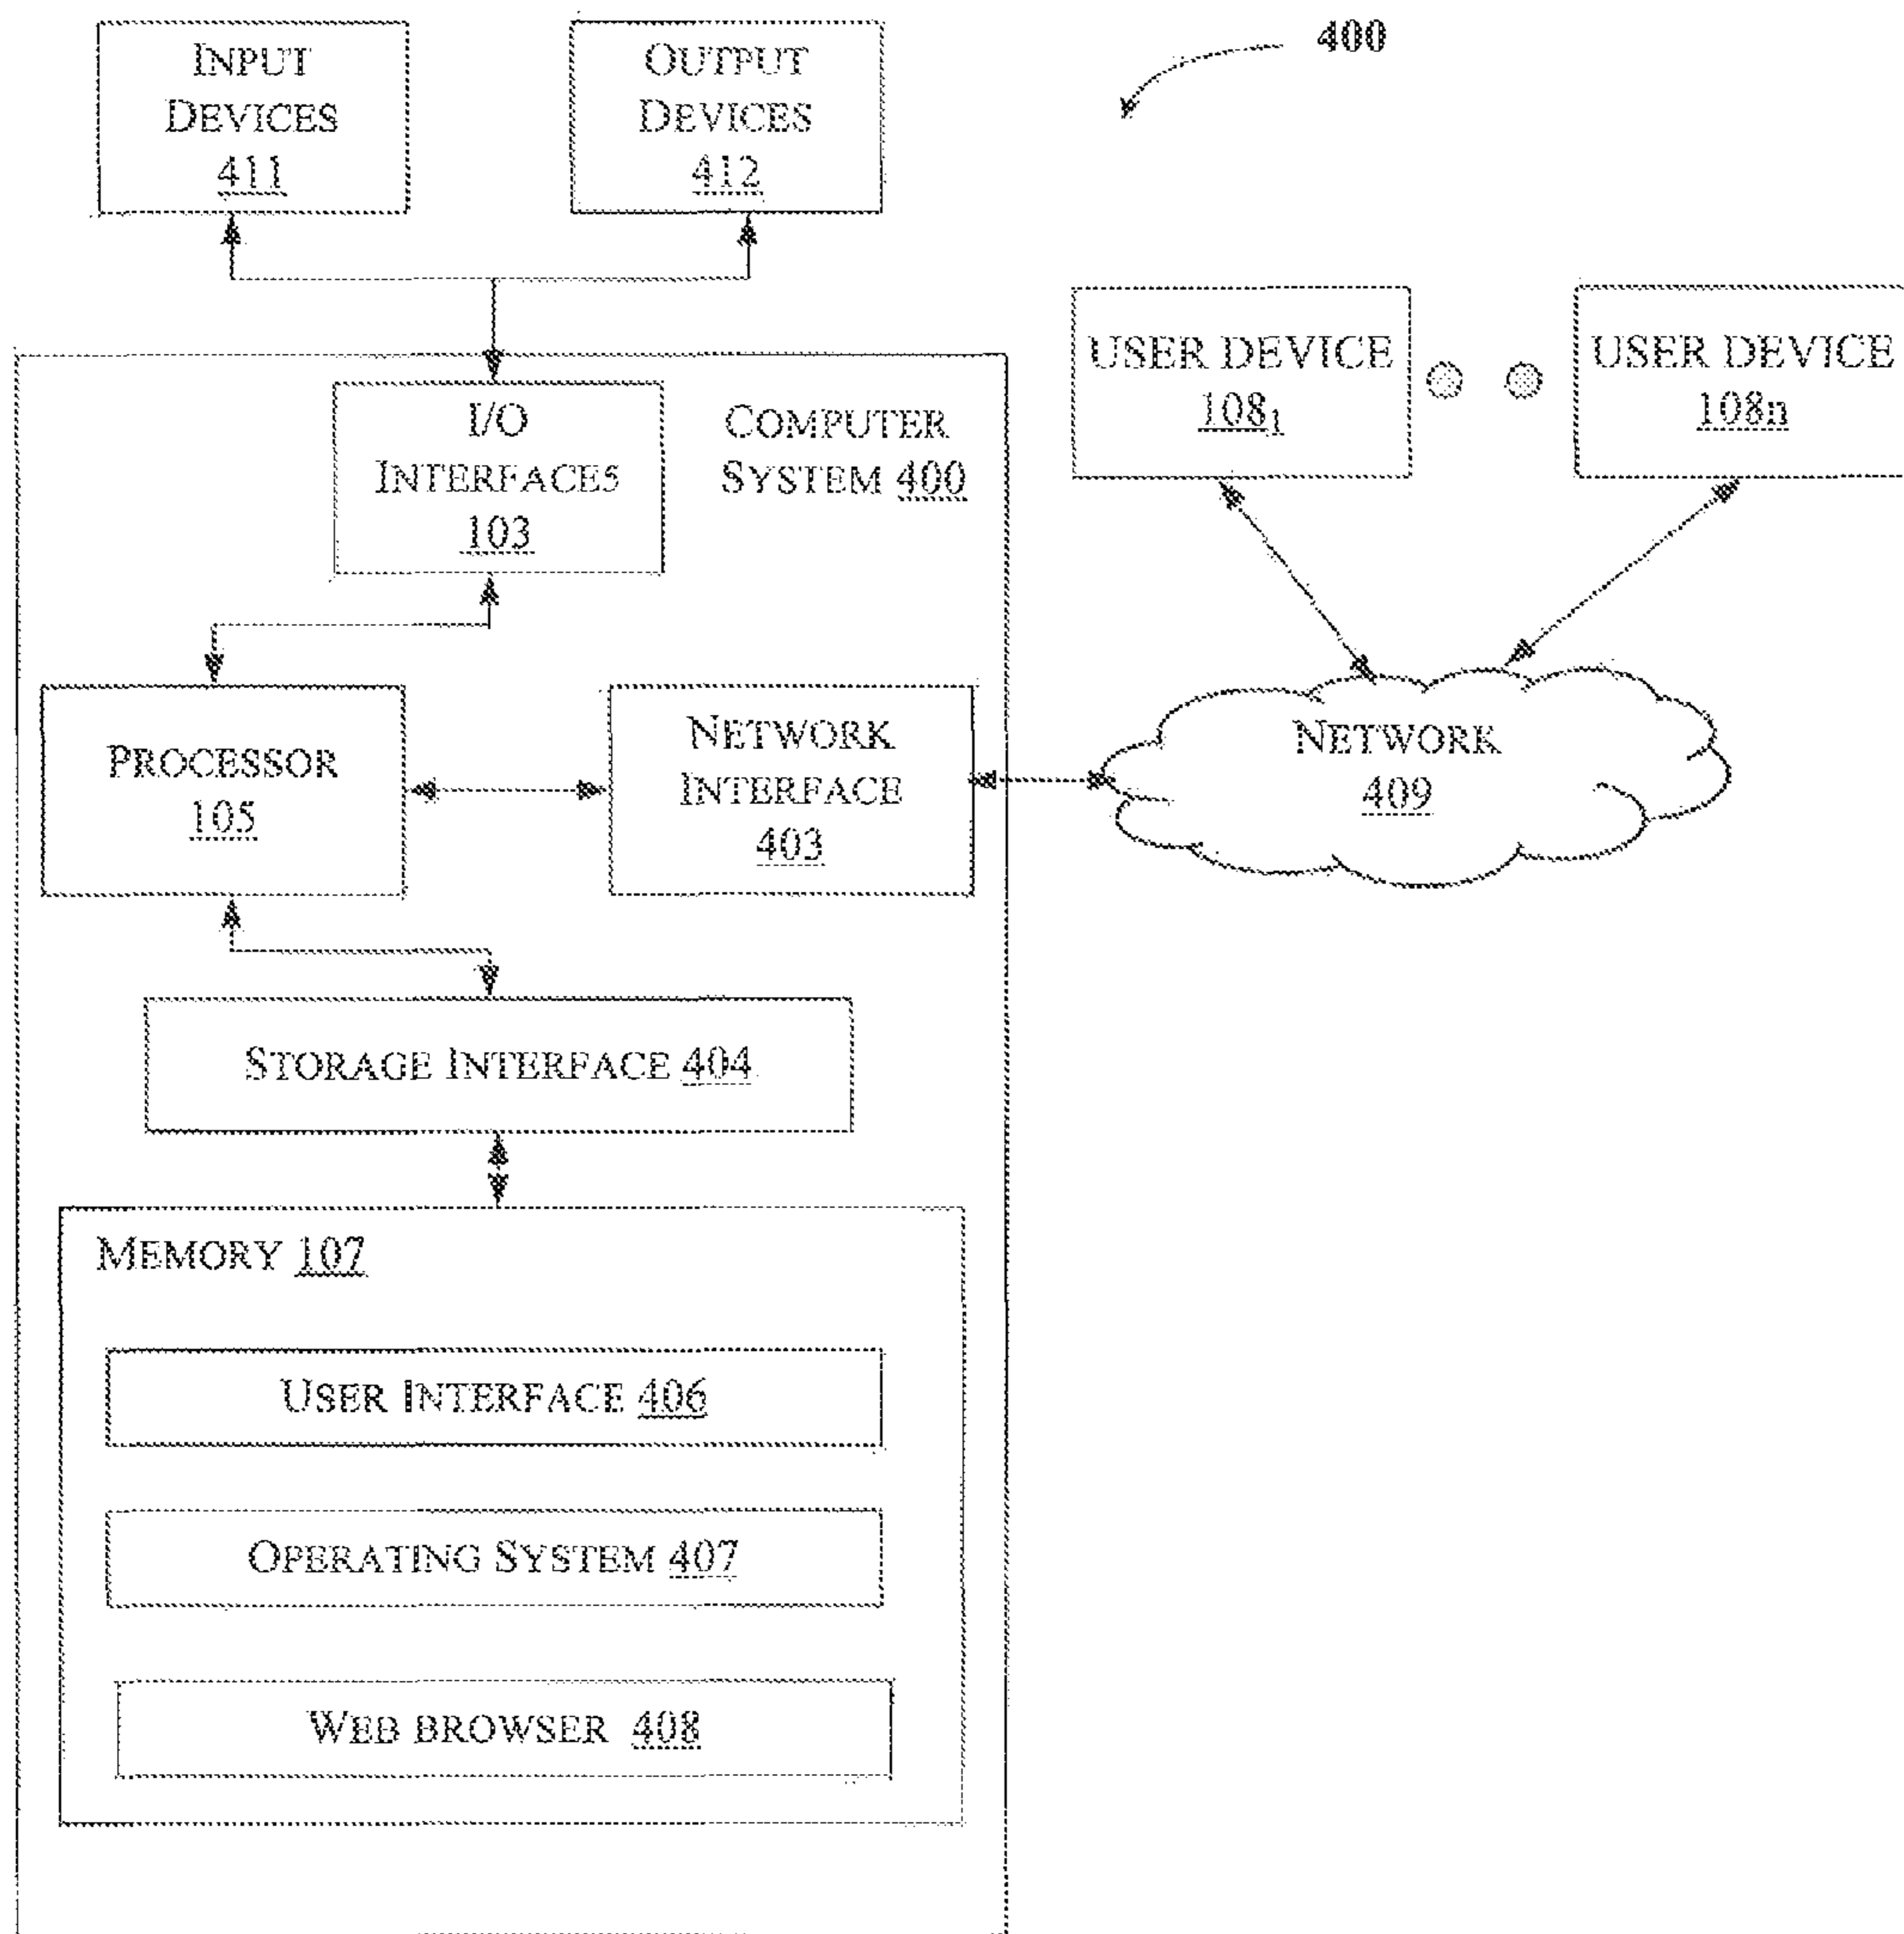 INPUT
DEVICES
411
OUTPUT
DEVICES
412
400
I/O
INTERFACES
103
COMPUTER
SYSTEM 400
USER DEVICE
108₁
USER DEVICE
108n
PROCESSOR
105
NETWORK
INTERFACE
403
NETWORK
409
STORAGE INTERFACE 404
MEMORY 107
USER INTERFACE 406
OPERATING SYSTEM 407
WEB BROWSER 408